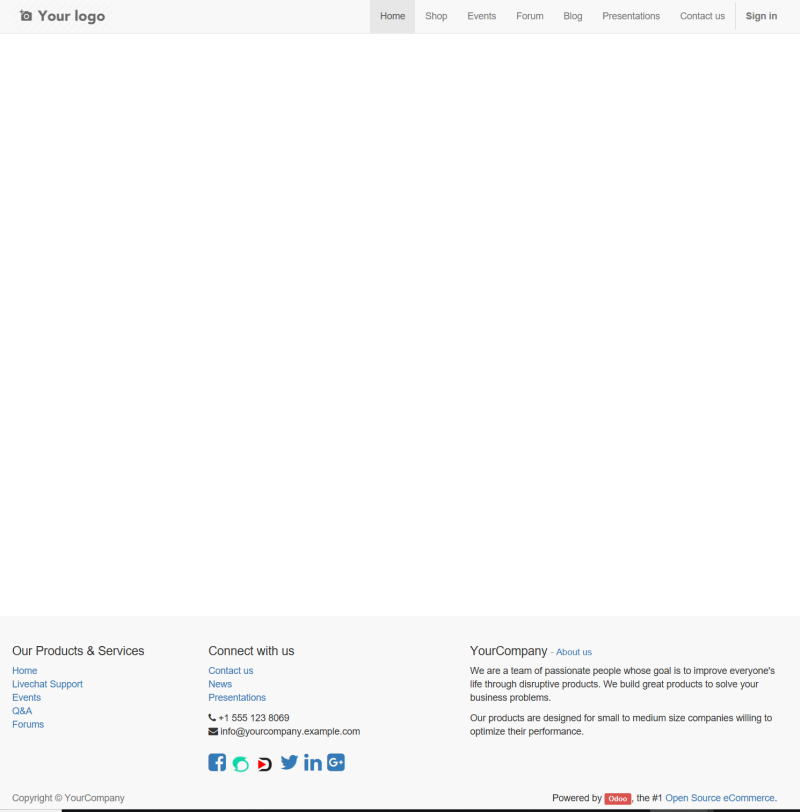 Your logo
Home Shop Events Forum Blog Presentations Contact us Sign in
Our Products & Services
Home
Livechat Support
Events
Q&A
Forums
Connect with us
Contact us
News
Presentations
+1 555 123 8069
info@yourcompany.example.com
YourCompany - About us
We are a team of passionate people whose goal is to improve everyone's
life through disruptive products. We build great products to solve your
business problems.
Our products are designed for small to medium size companies willing to
optimize their performance.
Copyright © YourCompany
Powered by Odoo, the #1 Open Source eCommerce.